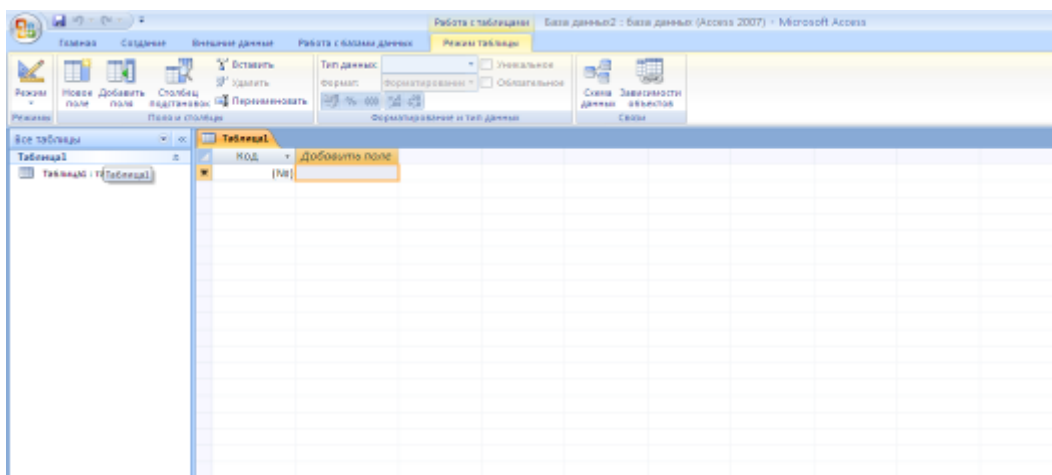 Работа с таблицами База данных2 : база данных (Access 2007) - Microsoft Access
Главная Создание Внешние данные Работа с базами данных Режим таблицы
Режим
Новое поле
Добавить поле
Столбец подстановок
Вставить
Удалить
Переименовать
Тип данных:
Формат: Форматирование
Уникальное
Обязательное
% 000
Схема данных
Зависимости объектов
Режимы Поля и столбцы Форматирование и тип данных Связи
Все таблицы Таблица1
Таблица1 Код Добавить поле
Таблица1 : Таблица1 (№)